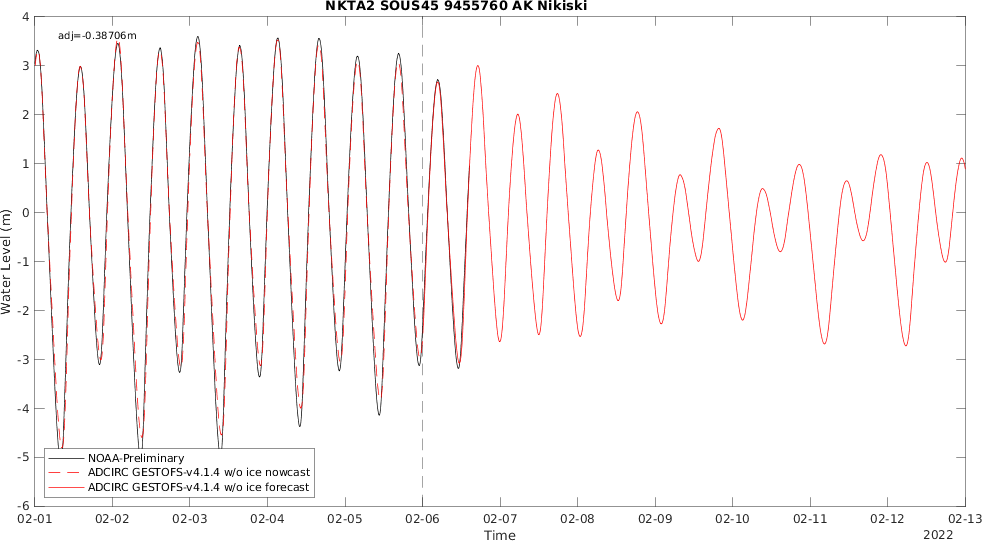 NKTA2 SOUS45 9455760 AK Nikiski
adj=-0.38706m
4
3
2
1
0
-1
-2
-3
-4
-5
-6
Water Level (m)
NOAA-Preliminary
ADCIRC GESTOFS-v4.1.4 w/o ice nowcast
ADCIRC GESTOFS-v4.1.4 w/o ice forecast
02-01 02-02 02-03 02-04 02-05 02-06 02-07 02-08 02-09 02-10 02-11 02-12 02-13
Time
2022